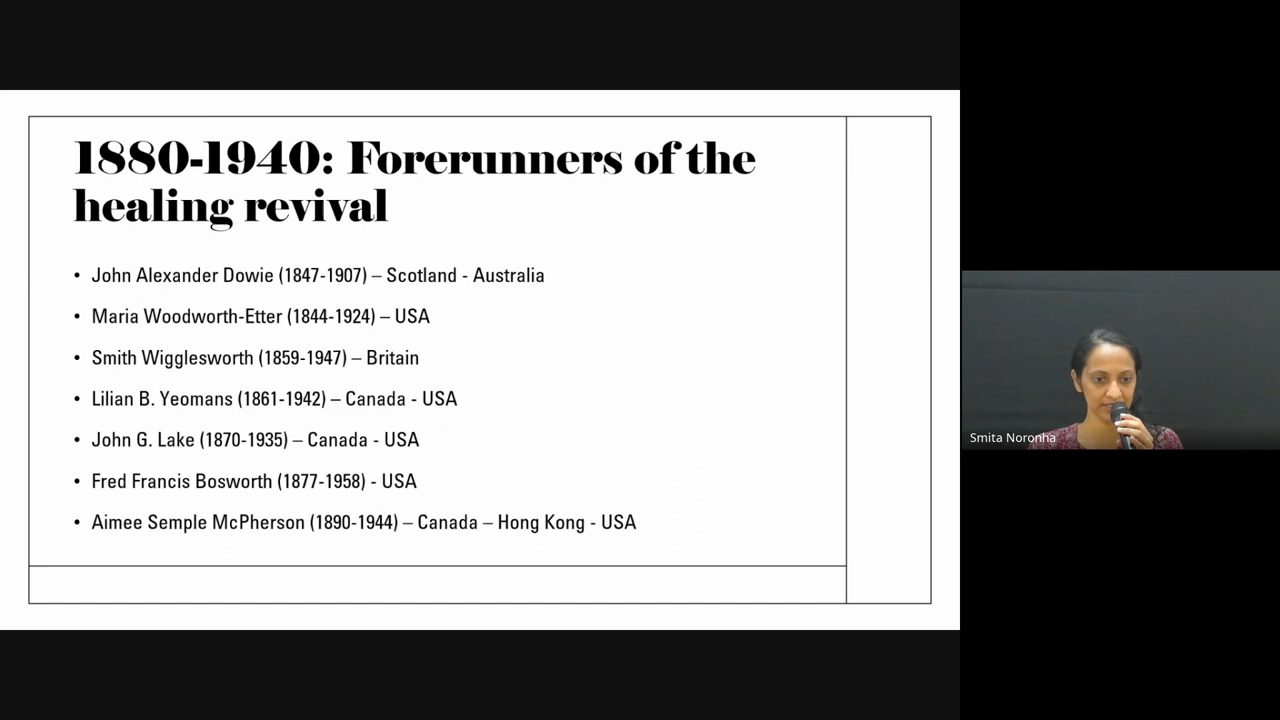 1880-1940: Forerunners of the
healing revival
• John Alexander Dowie (1847-1907) – Scotland - Australia
• Maria Woodworth-Etter (1844-1924) – USA
• Smith Wigglesworth (1859-1947) – Britain
• Lilian B. Yeomans (1861-1942) – Canada - USA
• John G. Lake (1870-1935) – Canada - USA
• Fred Francis Bosworth (1877-1958) - USA
• Aimee Semple McPherson (1890-1944) – Canada – Hong Kong - USA
Smita Noronha